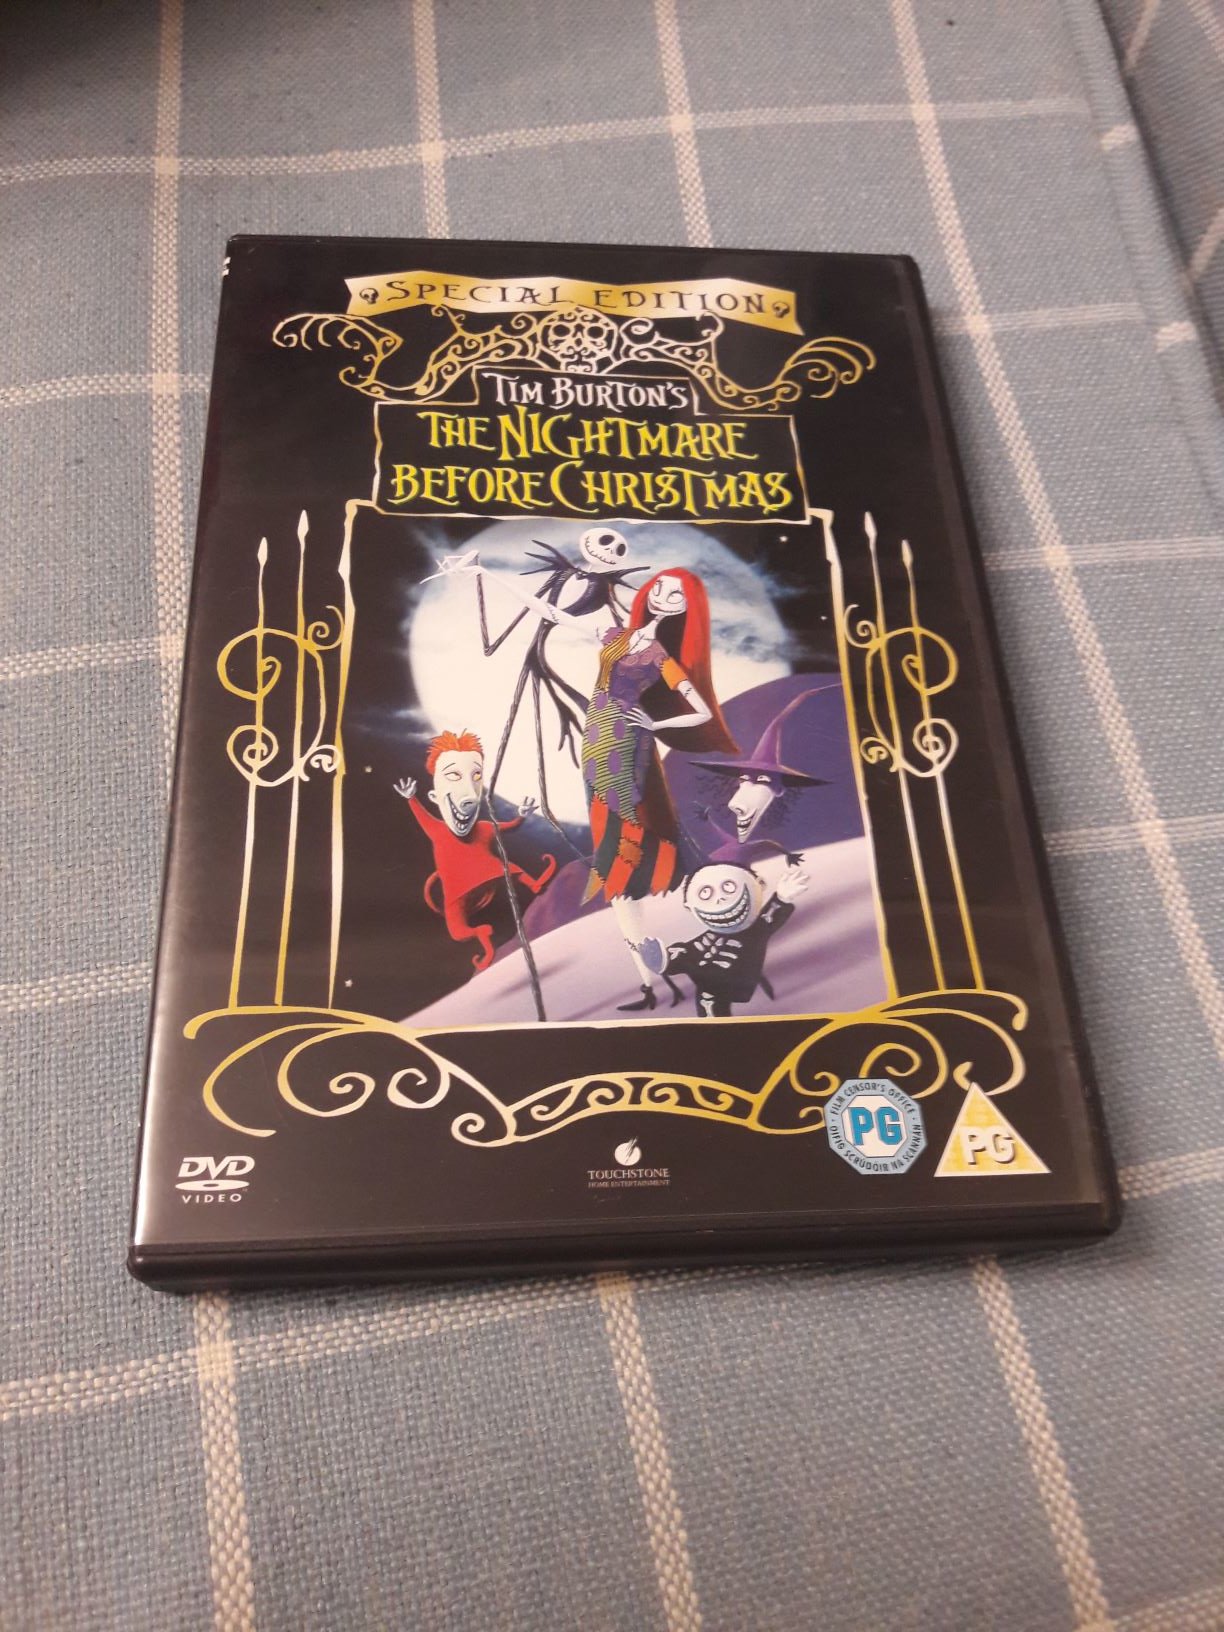 SPECIAL EDITION
TIM BURTON'S
THE NIGHTMARE
BEFORE CHRISTMAS
FILM CENSOR'S OFFICE
PG
OIFIG SCRÚDÓIR NA SCANNÁN
PG
DVD
VIDEO
TOUCHSTONE
HOME ENTERTAINMENT